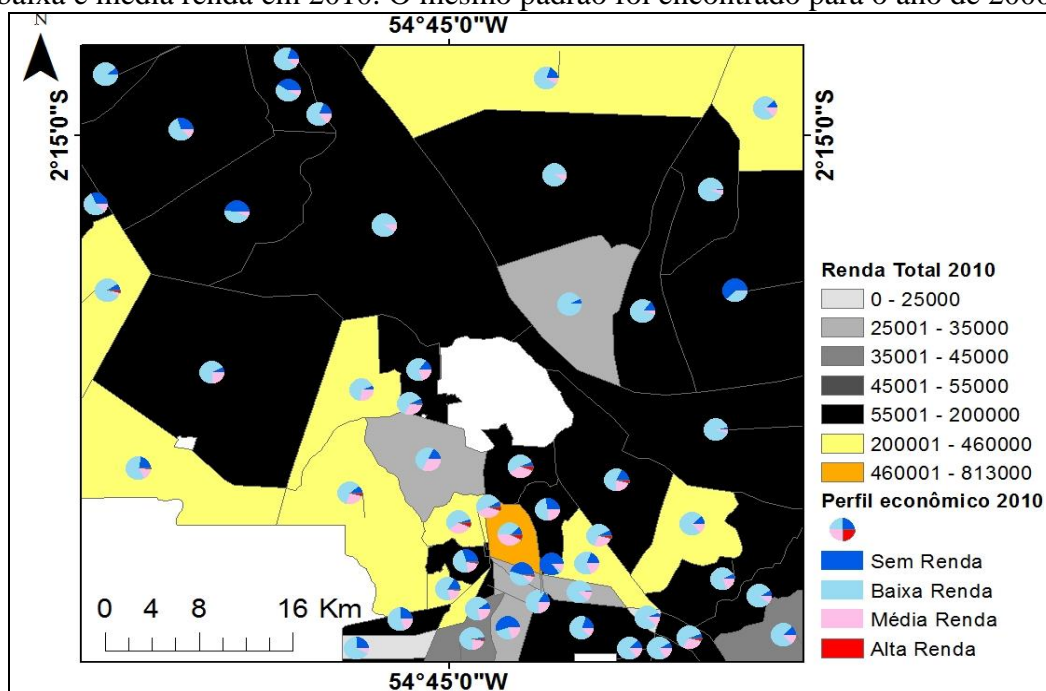 baixa e média renda em 2010. O mesmo padrão foi encontrado para o ano de 2000
N
54°45'0"W
2°15'0"S
2°15'0"S
Renda Total 2010
0 - 25000
25001 - 35000
35001 - 45000
45001 - 55000
55001 - 200000
200001 - 460000
460001 - 813000
Perfil econômico 2010
Sem Renda
Baixa Renda
Média Renda
Alta Renda
0 4 8 16 Km
54°45'0"W